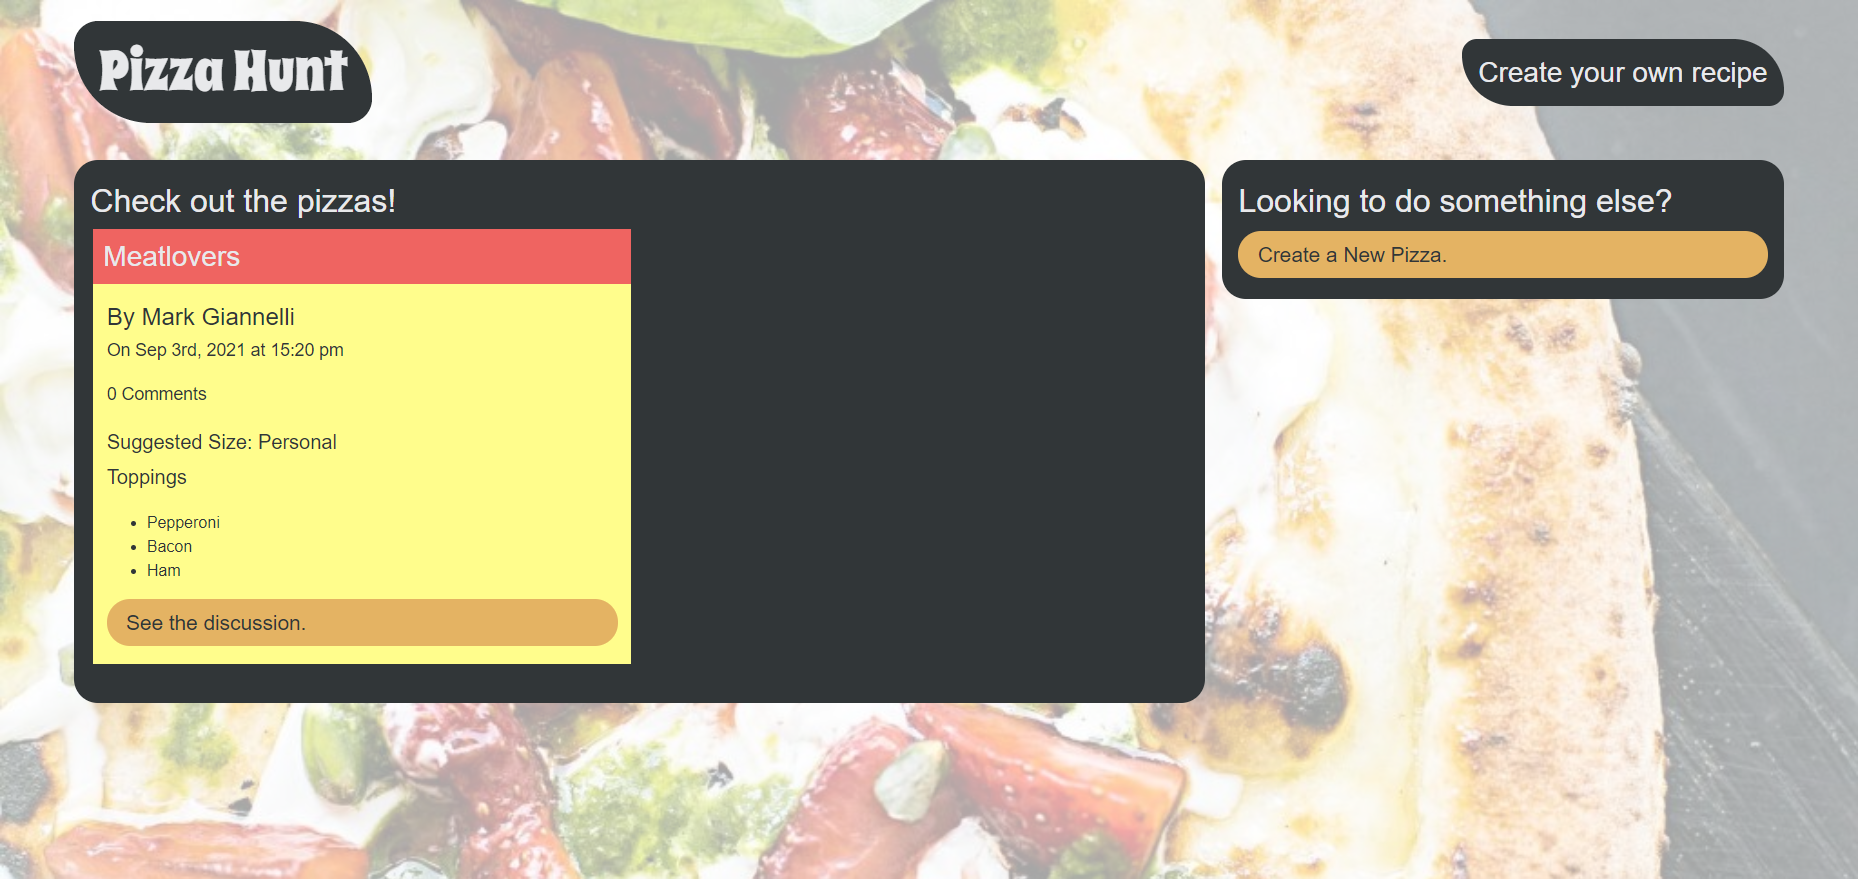 Pizza Hunt
Create your own recipe
Check out the pizzas!
Meatlovers
By Mark Giannelli
On Sep 3rd, 2021 at 15:20 pm
0 Comments
Suggested Size: Personal
Toppings
Pepperoni
Bacon
Ham
See the discussion.
Looking to do something else?
Create a New Pizza.